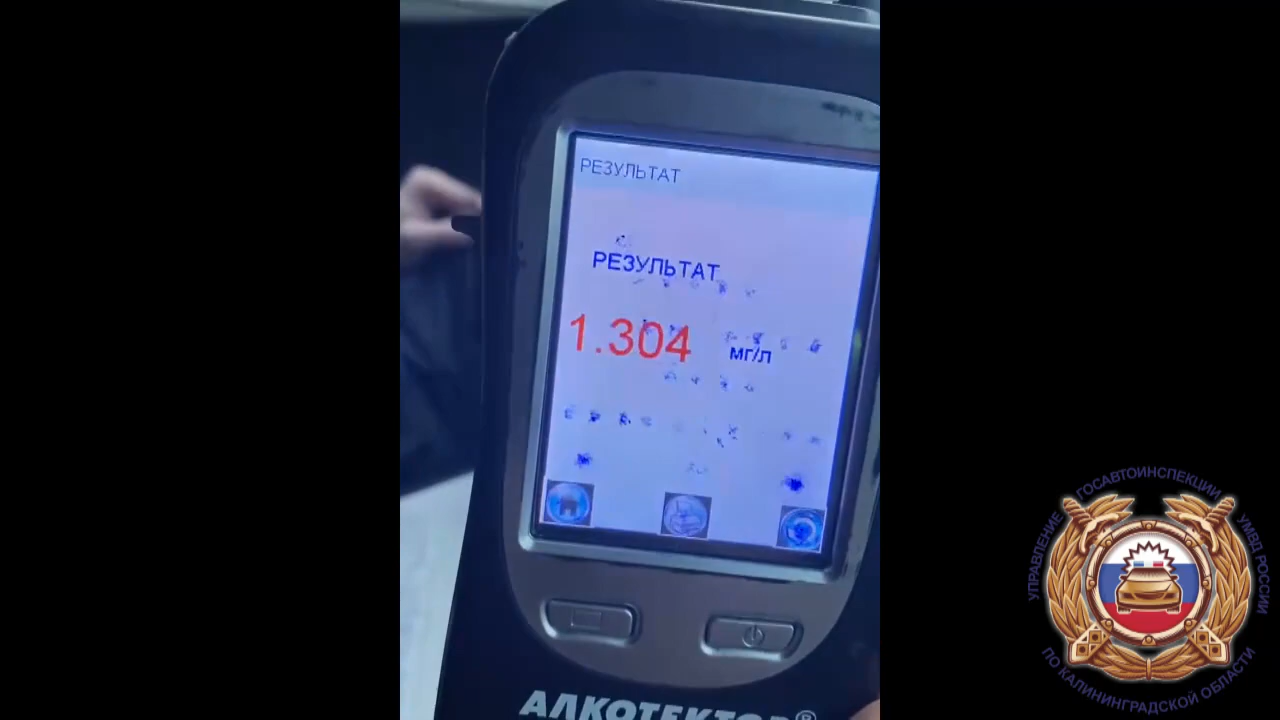 РЕЗУЛЬТАТ
РЕЗУЛЬТАТ
1.304 мг/л
АЛКОТЕКТОР®
УПРАВЛЕНИЕ ГОСАВТОИНСПЕКЦИИ УМВД РОССИИ
ПО КАЛИНИНГРАДСКОЙ ОБЛАСТИ